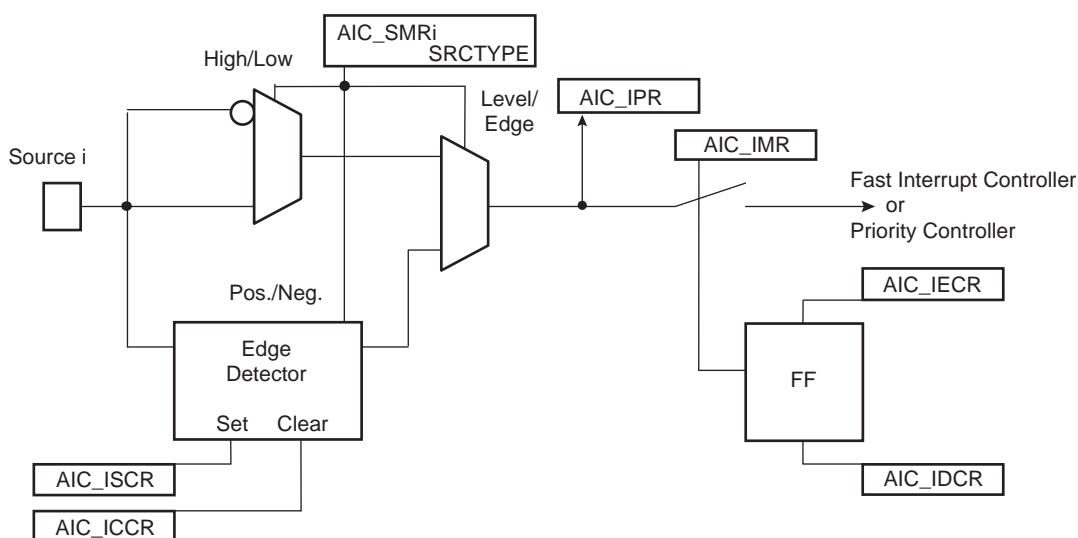 AIC_SMRi
SRCTYPE
High/Low
Level/
Edge
AIC_IPR
AIC_IMR
Source i
Fast Interrupt Controller
or
Priority Controller
Pos./Neg.
AIC_IECR
Edge
Detector
FF
Set Clear
AIC_ISCR
AIC_IDCR
AIC_ICCR